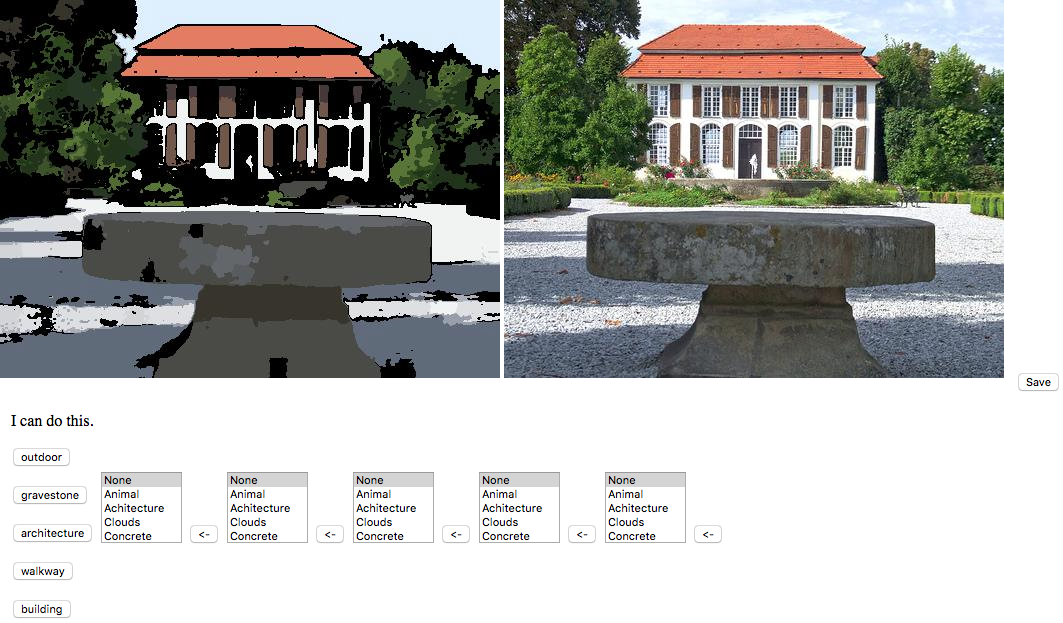 Save
I can do this.
outdoor
gravestone
architecture
walkway
building
None
Animal
Achitecture
Clouds
Concrete
<-
None
Animal
Achitecture
Clouds
Concrete
<-
None
Animal
Achitecture
Clouds
Concrete
<-
None
Animal
Achitecture
Clouds
Concrete
<-
None
Animal
Achitecture
Clouds
Concrete
<-